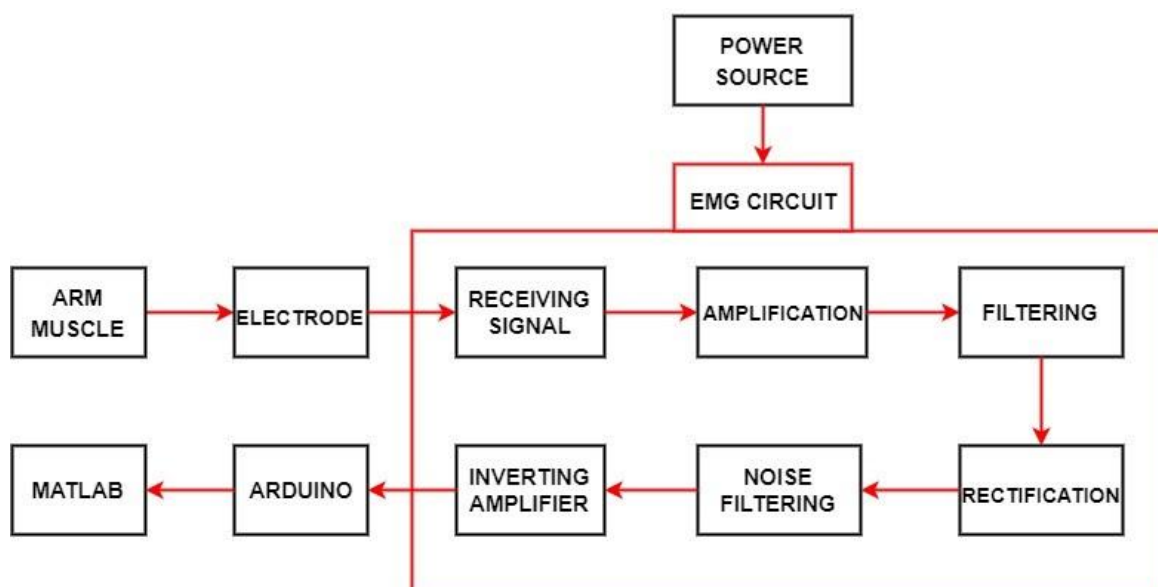 POWER
SOURCE
EMG CIRCUIT
ARM
MUSCLE
ELECTRODE
RECEIVING
SIGNAL
AMPLIFICATION
FILTERING
MATLAB
ARDUINO
INVERTING
AMPLIFIER
NOISE
FILTERING
RECTIFICATION